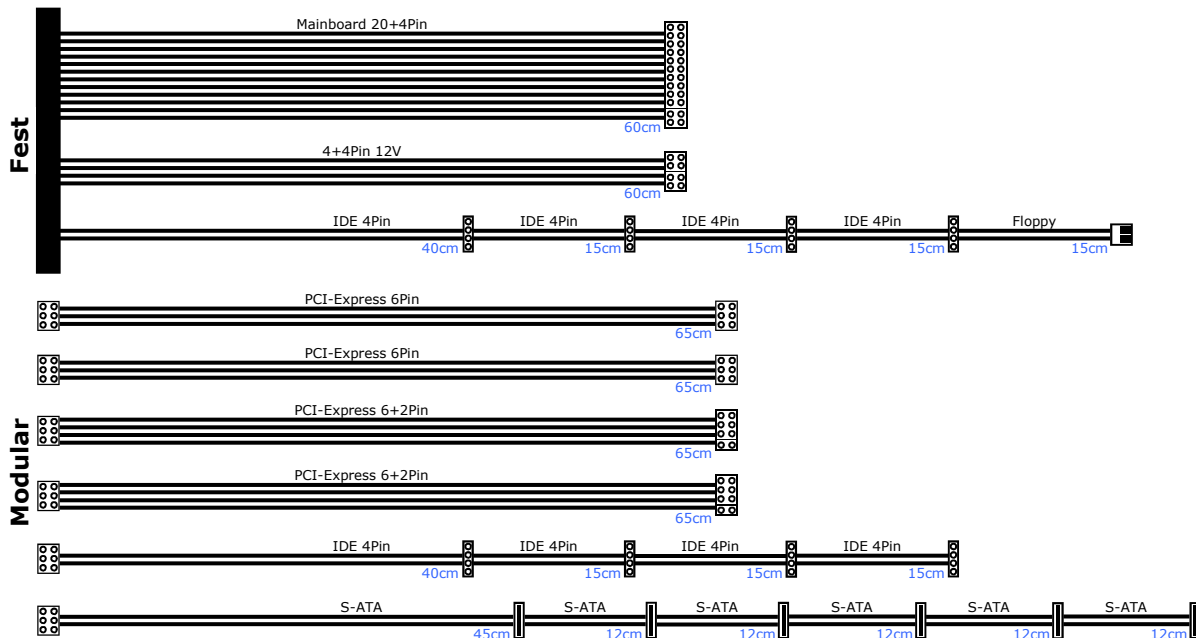 Fest
Mainboard 20+4Pin
60cm
4+4Pin 12V
60cm
IDE 4Pin IDE 4Pin IDE 4Pin IDE 4Pin Floppy
40cm 15cm 15cm 15cm 15cm
Modular
PCI-Express 6Pin
65cm
PCI-Express 6Pin
65cm
PCI-Express 6+2Pin
65cm
PCI-Express 6+2Pin
65cm
IDE 4Pin IDE 4Pin IDE 4Pin IDE 4Pin
40cm 15cm 15cm 15cm
S-ATA S-ATA S-ATA S-ATA S-ATA S-ATA
45cm 12cm 12cm 12cm 12cm 12cm